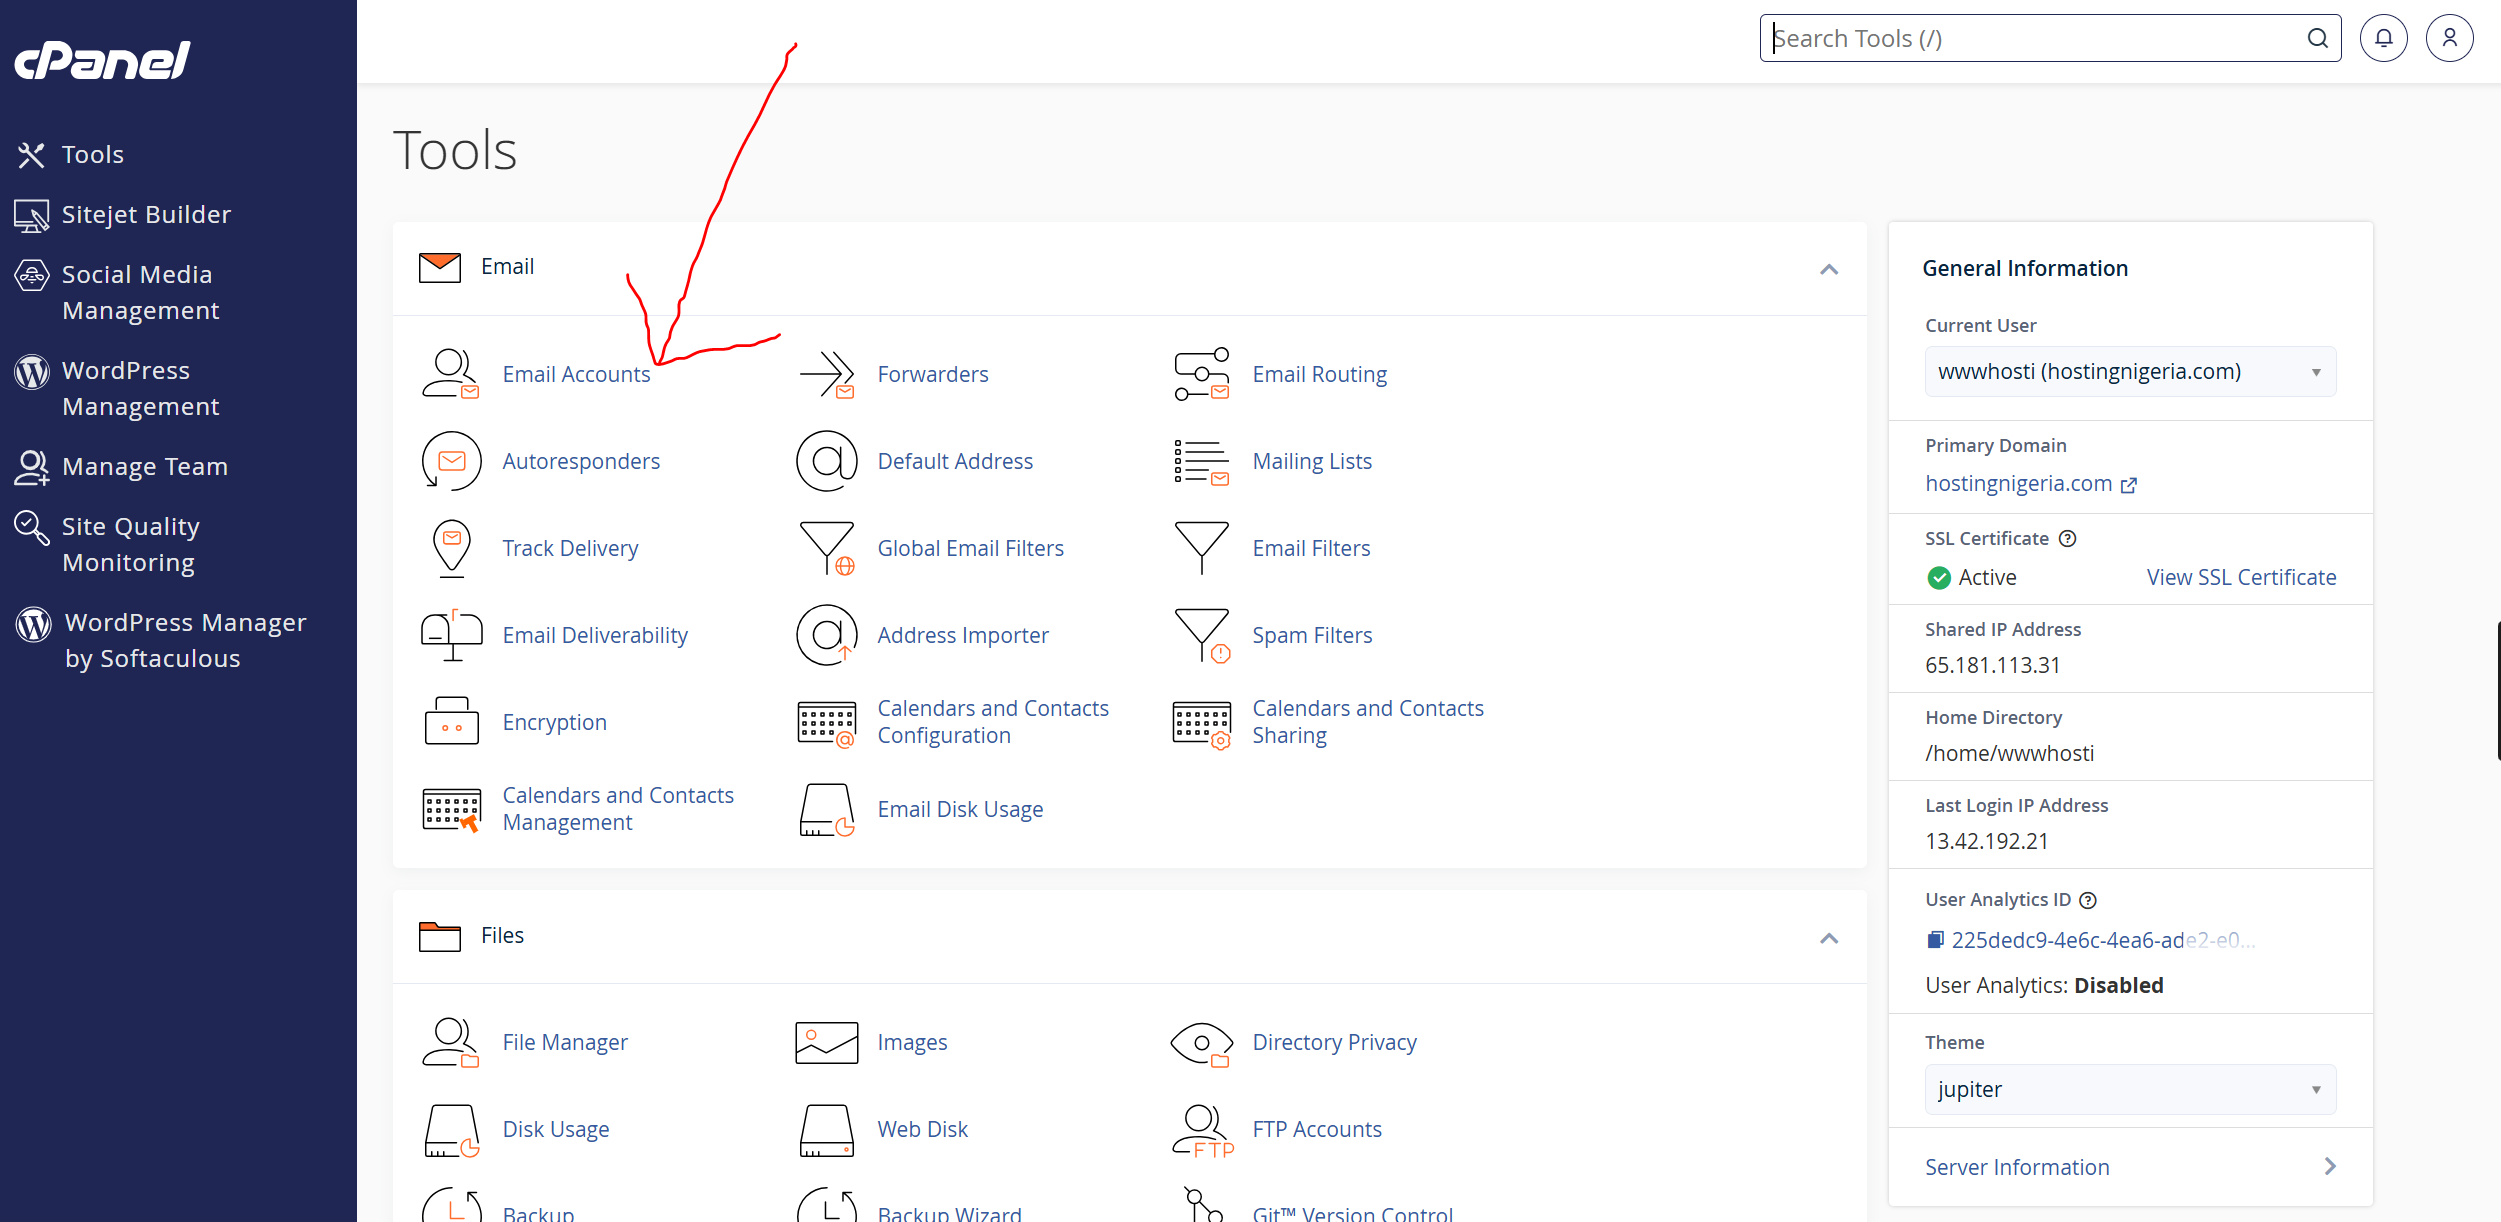 cPanel
Search Tools (/)
Tools
Sitejet Builder
Social Media
Management
WordPress
Management
Manage Team
Site Quality
Monitoring
WordPress Manager
by Softaculous
Tools
Email
Email Accounts
Forwarders
Email Routing
Autoresponders
Default Address
Mailing Lists
Track Delivery
Global Email Filters
Email Filters
Email Deliverability
Address Importer
Spam Filters
Encryption
Calendars and Contacts
Configuration
Calendars and Contacts
Sharing
Calendars and Contacts
Management
Email Disk Usage
Files
File Manager
Images
Directory Privacy
Disk Usage
Web Disk
FTP
FTP Accounts
Backup
Backup Wizard
Git™ Version Control
General Information
Current User
wwwhosti (hostingnigeria.com)
Primary Domain
hostingnigeria.com
SSL Certificate
Active
View SSL Certificate
Shared IP Address
65.181.113.31
Home Directory
/home/wwwhosti
Last Login IP Address
13.42.192.21
User Analytics ID
225dedc9-4e6c-4ea6-ade2-e0...
User Analytics: Disabled
Theme
jupiter
Server Information